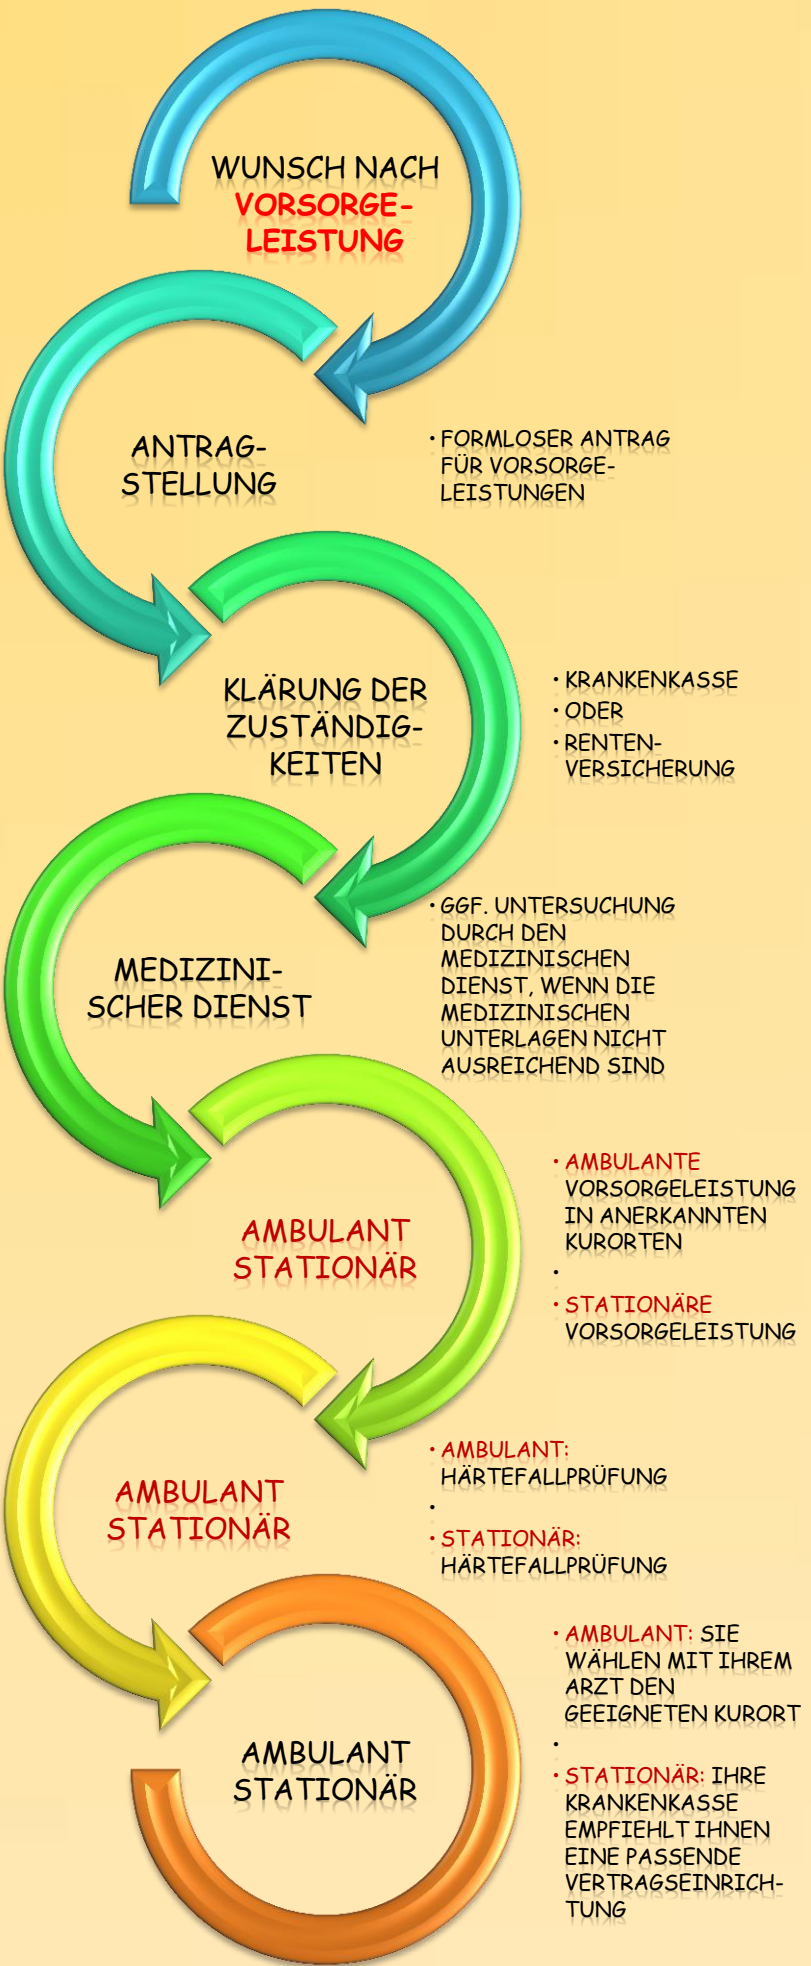 WUNSCH NACH
VORSORGE-
LEISTUNG
ANTRAG-
STELLUNG
• FORMLOSER ANTRAG
FÜR VORSORGE-
LEISTUNGEN
KLÄRUNG DER
ZUSTÄNDIG-
KEITEN
• KRANKENKASSE
• ODER
• RENTEN-
VERSICHERUNG
MEDIZINI-
SCHER DIENST
• GGF. UNTERSUCHUNG
DURCH DEN
MEDIZINISCHEN
DIENST, WENN DIE
MEDIZINISCHEN
UNTERLAGEN NICHT
AUSREICHEND SIND
AMBULANT
STATIONÄR
• AMBULANTE
VORSORGELEISTUNG
IN ANERKANNTEN
KURORTEN
•
• STATIONÄRE
VORSORGELEISTUNG
AMBULANT
STATIONÄR
• AMBULANT:
HÄRTEFALLPRÜFUNG
•
• STATIONÄR:
HÄRTEFALLPRÜFUNG
AMBULANT
STATIONÄR
• AMBULANT: SIE
WÄHLEN MIT IHREM
ARZT DEN
GEEIGNETEN KURORT
•
• STATIONÄR: IHRE
KRANKENKASSE
EMPFIEHLT IHNEN
EINE PASSENDE
VERTRAGSEINRICH-
TUNG